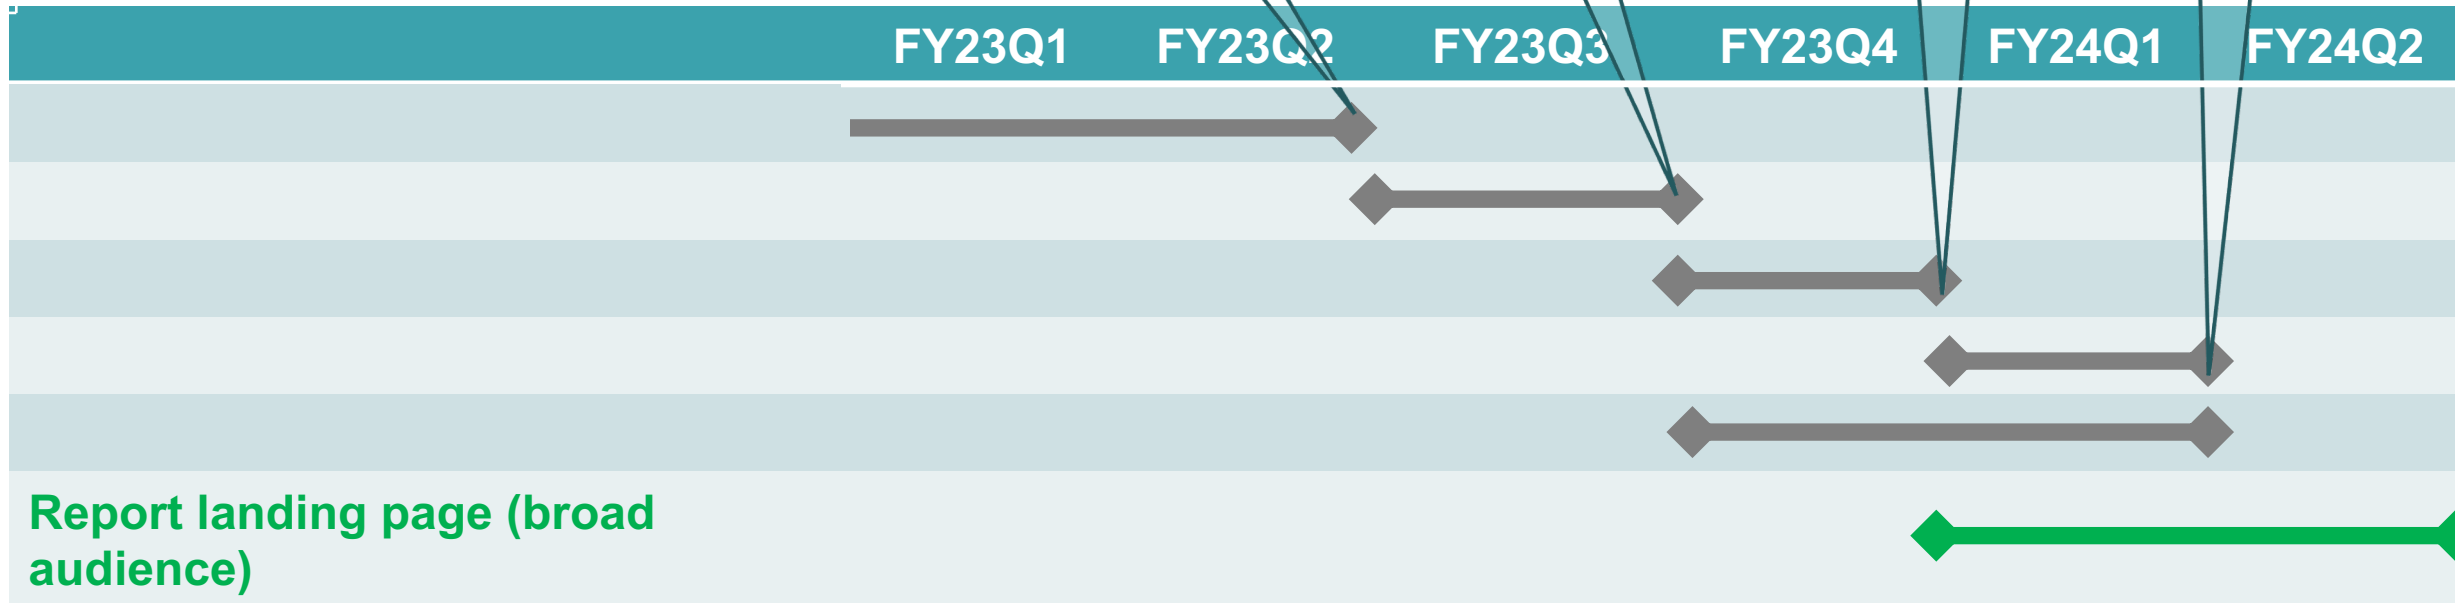 FY23Q1 FY23Q2 FY23Q3 FY23Q4 FY24Q1 FY24Q2
Report landing page (broad
audience)